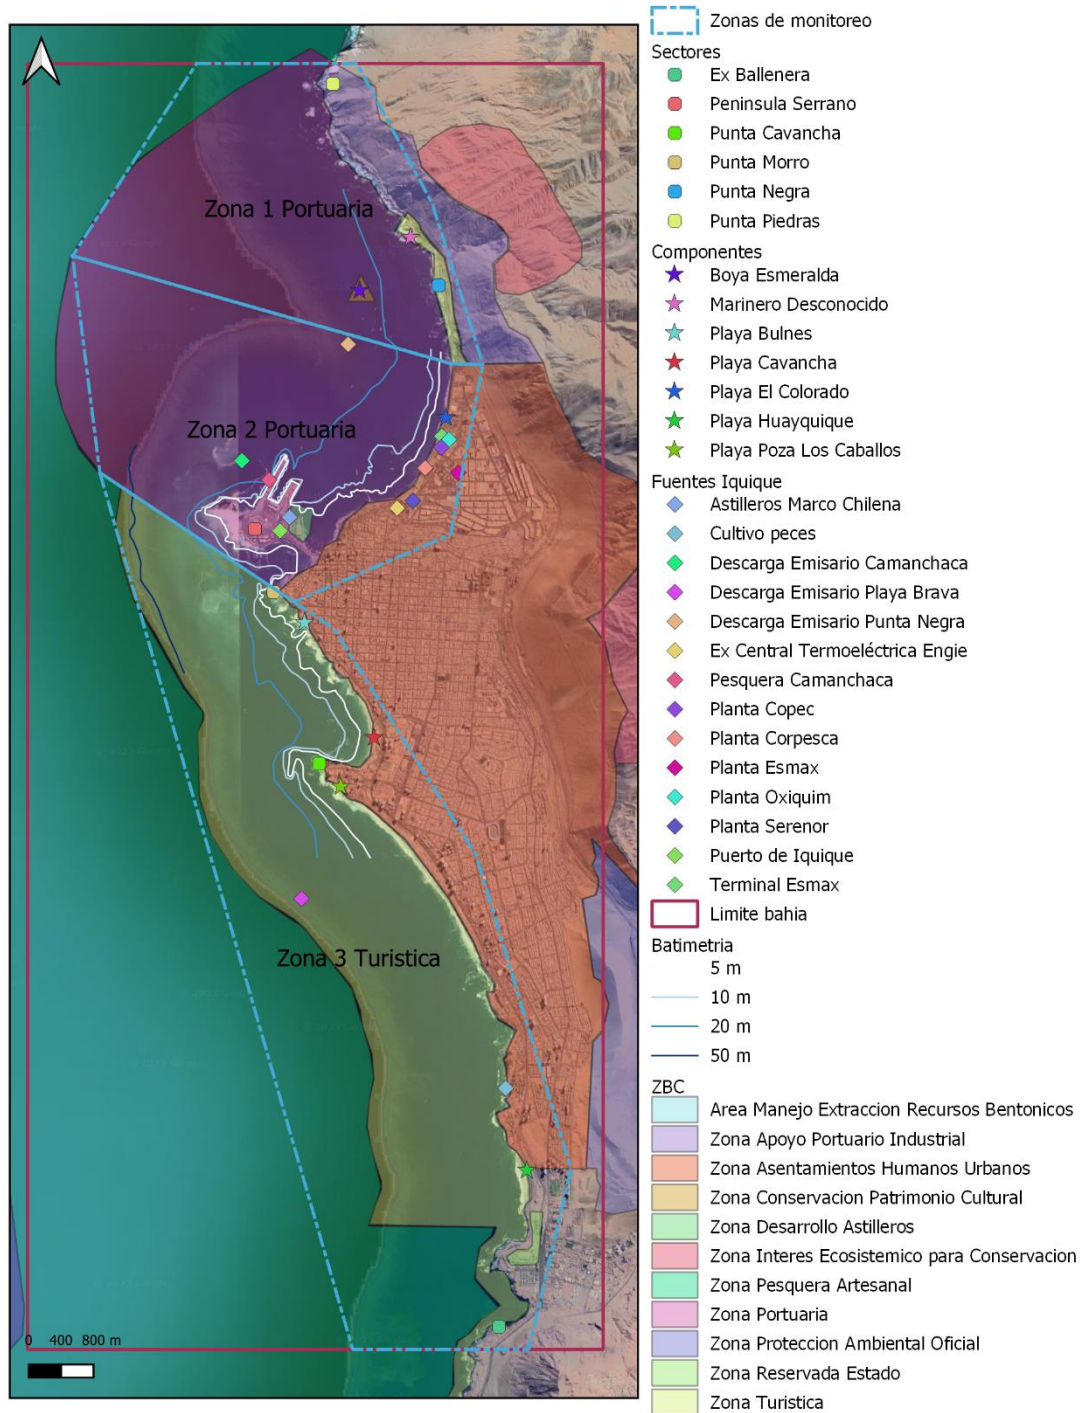 Zona 1 Portuaria
Zona 2 Portuaria
Zona 3 Turistica
0 400 800 m
Zonas de monitoreo
Sectores
Ex Ballenera
Peninsula Serrano
Punta Cavancha
Punta Morro
Punta Negra
Punta Piedras
Componentes
Boya Esmeralda
Marinero Desconocido
Playa Bulnes
Playa Cavancha
Playa El Colorado
Playa Huayquique
Playa Poza Los Caballos
Fuentes Iquique
Astilleros Marco Chilena
Cultivo peces
Descarga Emisario Camanchaca
Descarga Emisario Playa Brava
Descarga Emisario Punta Negra
Ex Central Termoeléctrica Engie
Pesquera Camanchaca
Planta Copec
Planta Corpesca
Planta Esmax
Planta Oxiquim
Planta Serenor
Puerto de Iquique
Terminal Esmax
Limite bahia
Batimetria
5 m
10 m
20 m
50 m
ZBC
Area Manejo Extraccion Recursos Bentonicos
Zona Apoyo Portuario Industrial
Zona Asentamientos Humanos Urbanos
Zona Conservacion Patrimonio Cultural
Zona Desarrollo Astilleros
Zona Interes Ecosistemico para Conservacion
Zona Pesquera Artesanal
Zona Portuaria
Zona Proteccion Ambiental Oficial
Zona Reservada Estado
Zona Turistica